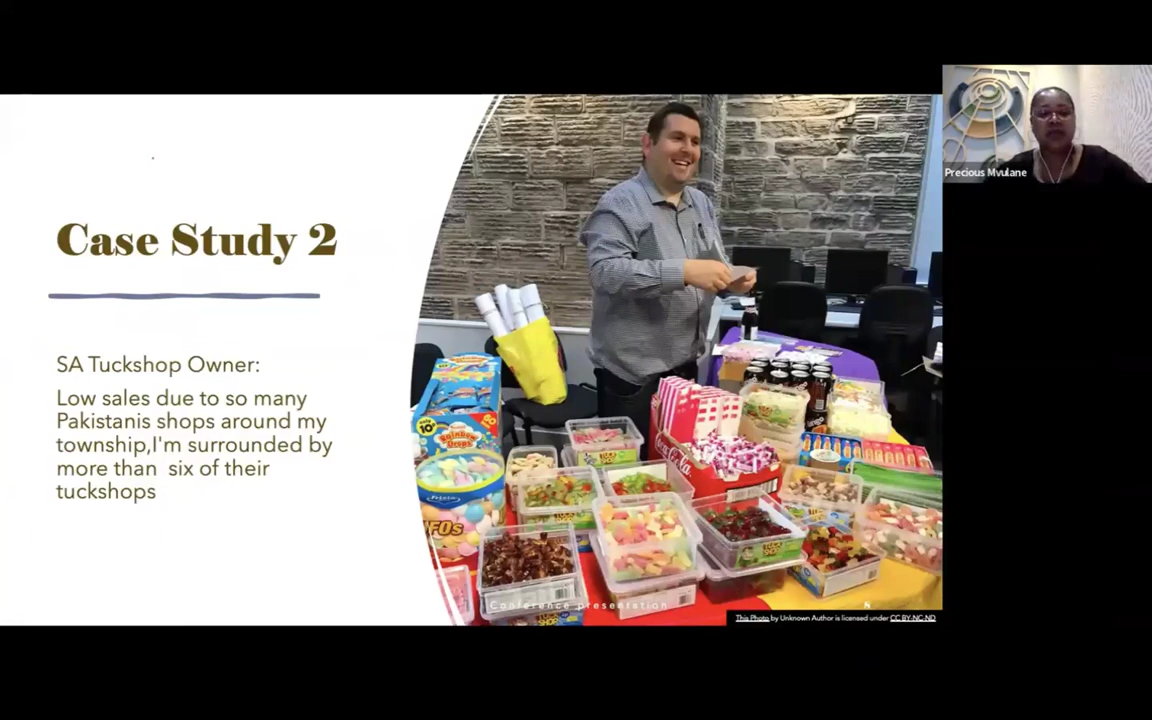 Precious Mvulane
Case Study 2
SA Tuckshop Owner:
Low sales due to so many
Pakistanis shops around my
township,I'm surrounded by
more than six of their
tuckshops
Rainbow
Drops
Coca-Cola
UFOs
Conference presentation
This Photo by Unknown Author is licensed under CC BY-NC-ND